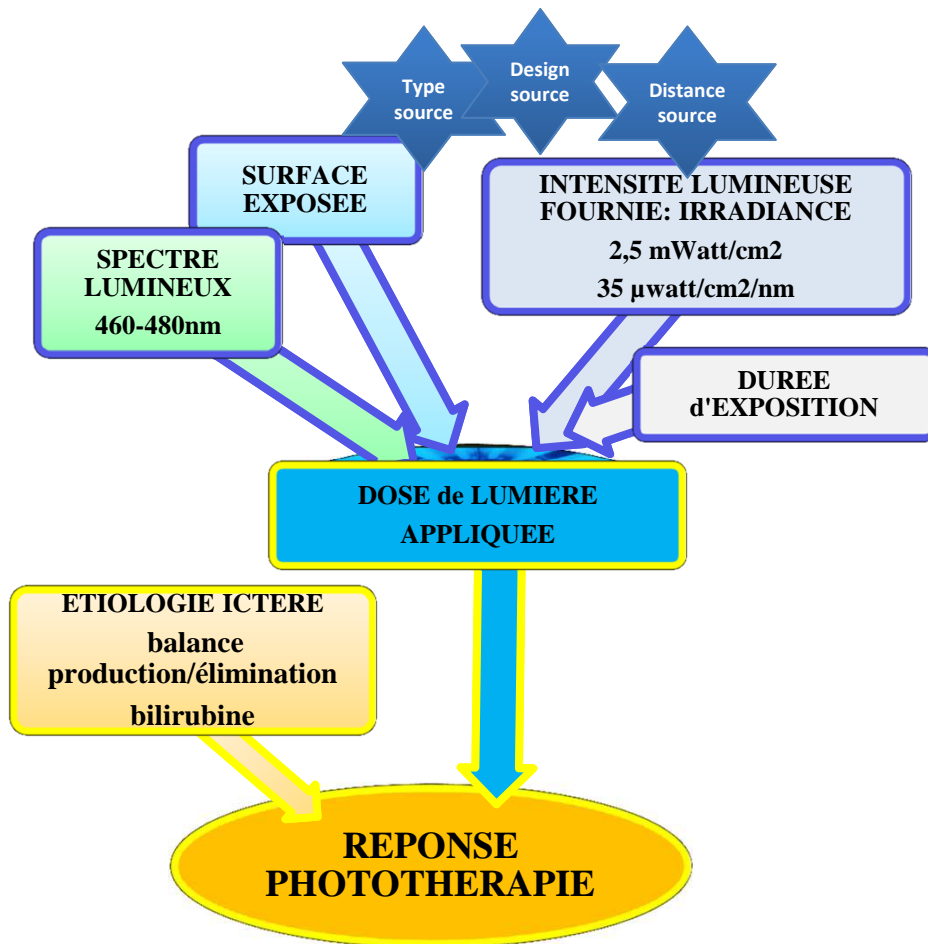 Type
source
Design
source
Distance
source
SURFACE
EXPOSEE
INTENSITE LUMINEUSE
FOURNIE: IRRADIANCE
2,5 mWatt/cm2
35 µwatt/cm2/nm
SPECTRE
LUMINEUX
460-480nm
DUREE
d'EXPOSITION
DOSE de LUMIERE
APPLIQUEE
ETIOLOGIE ICTERE
balance
production/élimination
bilirubine
REPONSE
PHOTOTHERAPIE